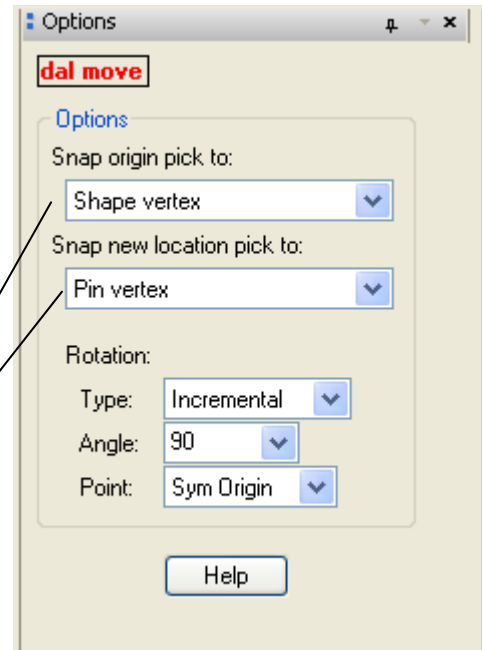 Options
dal move
Options
Snap origin pick to:
Shape vertex
Snap new location pick to:
Pin vertex
Rotation:
Type: Incremental
Angle: 90
Point: Sym Origin
Help